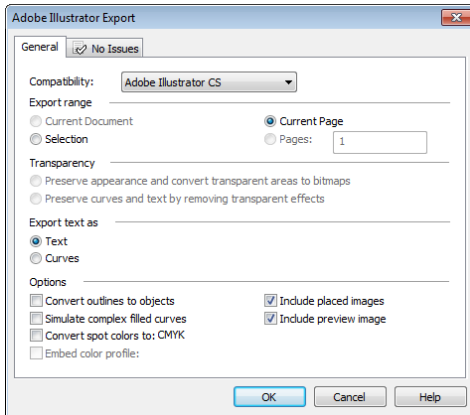 Adobe Illustrator Export
General No Issues
Compatibility: Adobe Illustrator CS
Export range
Current Document Current Page
Selection Pages: 1
Transparency
Preserve appearance and convert transparent areas to bitmaps
Preserve curves and text by removing transparent effects
Export text as
Text
Curves
Options
Convert outlines to objects Include placed images
Simulate complex filled curves Include preview image
Convert spot colors to: CMYK
Embed color profile:
OK Cancel Help